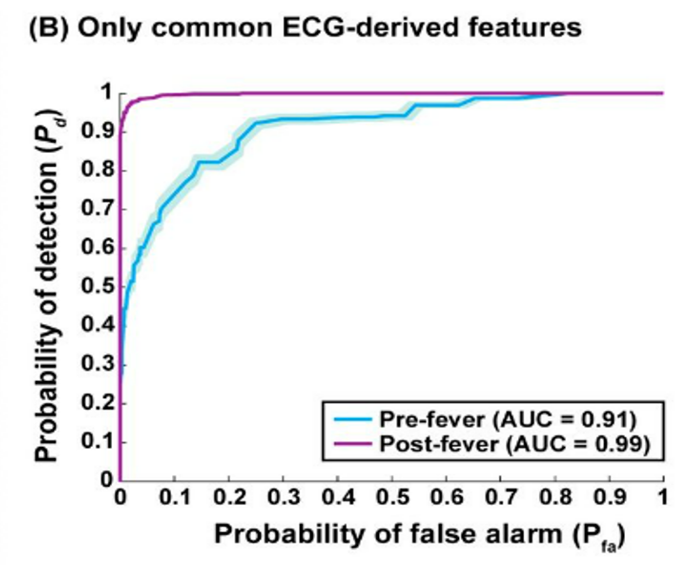 (B) Only common ECG-derived features
Probability of detection (Pd)
1
0.9
0.8
0.7
0.6
0.5
0.4
0.3
0.2
0.1
0
Pre-fever (AUC = 0.91)
Post-fever (AUC = 0.99)
0 0.1 0.2 0.3 0.4 0.5 0.6 0.7 0.8 0.9 1
Probability of false alarm (Pfa)